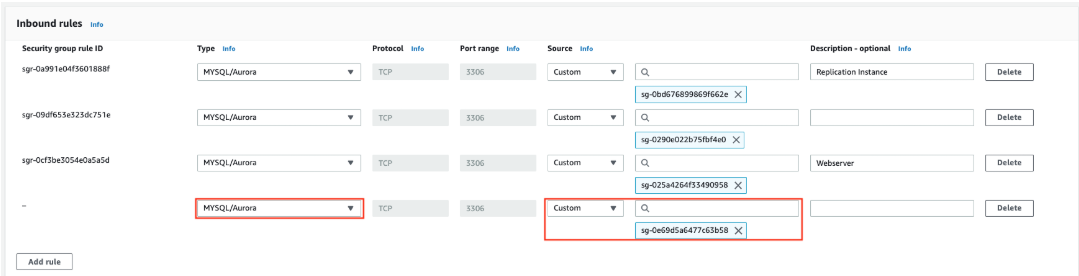 Inbound rules Info
Security group rule ID Type Info Protocol Info Port range Info Source Info Description - optional Info
sgr-0a991e04f3601888f MYSQL/Aurora TCP 3306 Custom Replication Instance Delete
sg-0bd676899869f662e
sgr-09df653e323dc751e MYSQL/Aurora TCP 3306 Custom Delete
sg-0290e022b75fbf4e0
sgr-0cf3be3054e0a5a5d MYSQL/Aurora TCP 3306 Custom Webserver Delete
sg-025a4264f33490958
– MYSQL/Aurora TCP 3306 Custom Delete
sg-0e69d5a6477c63b58
Add rule